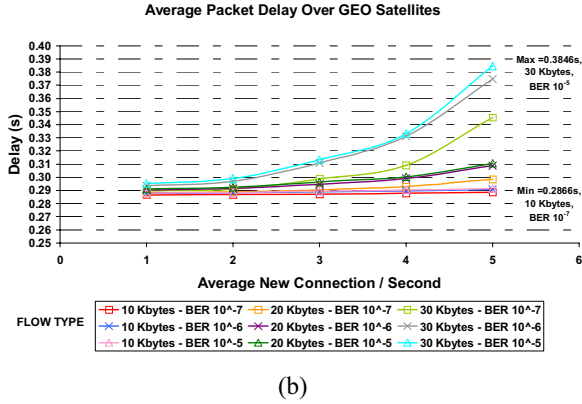 Average Packet Delay Over GEO Satellites
0.40
0.39
0.38
0.37
0.36
0.35
0.34
0.33
0.32
0.31
0.30
0.29
0.28
0.27
0.26
0.25
Delay (s)
Max =0.3846s,
30 Kbytes,
BER 10-5
Min =0.2866s,
10 Kbytes,
BER 10-7
0 1 2 3 4 5 6
Average New Connection / Second
FLOW TYPE
10 Kbytes - BER 10^-7 20 Kbytes - BER 10^-7 30 Kbytes - BER 10^-7
10 Kbytes - BER 10^-6 20 Kbytes - BER 10^-6 30 Kbytes - BER 10^-6
10 Kbytes - BER 10^-5 20 Kbytes - BER 10^-5 30 Kbytes - BER 10^-5
(b)